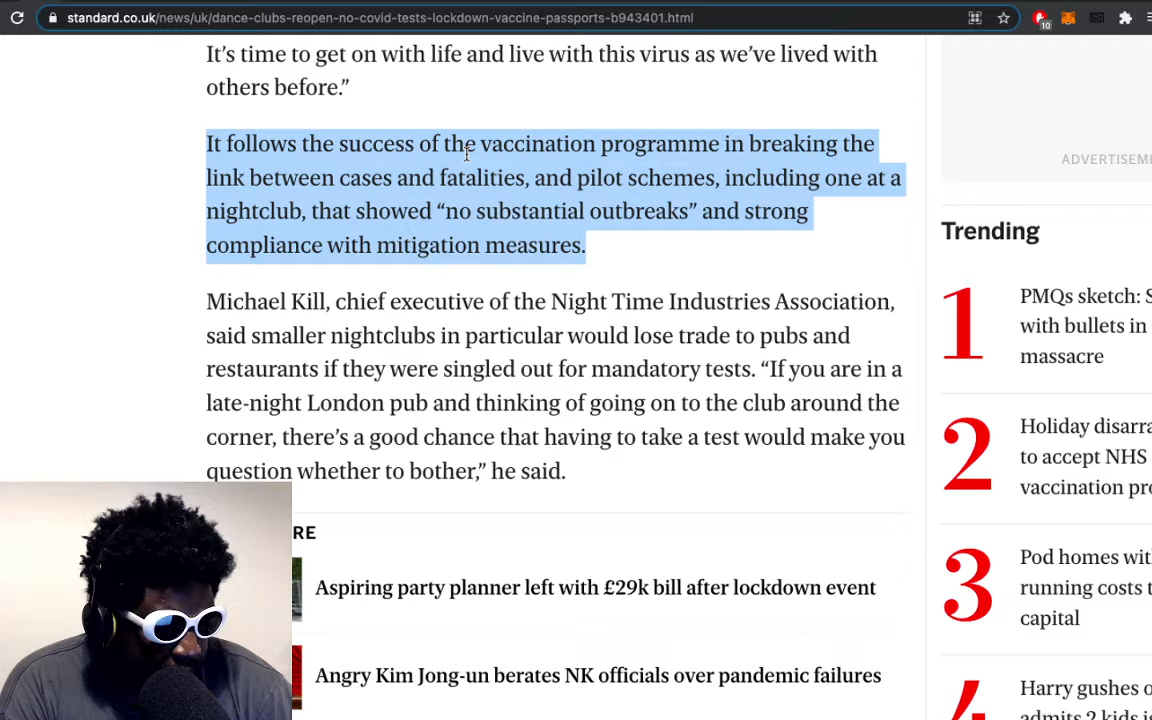 standard.co.uk/news/uk/dance-clubs-reopen-no-covid-tests-lockdown-vaccine-passports-b943401.html
10
It’s time to get on with life and live with this virus as we’ve lived with
others before.”
It follows the success of the vaccination programme in breaking the
link between cases and fatalities, and pilot schemes, including one at a
nightclub, that showed “no substantial outbreaks” and strong
compliance with mitigation measures.
Michael Kill, chief executive of the Night Time Industries Association,
said smaller nightclubs in particular would lose trade to pubs and
restaurants if they were singled out for mandatory tests. “If you are in a
late-night London pub and thinking of going on to the club around the
corner, there’s a good chance that having to take a test would make you
question whether to bother,” he said.
RE
Aspiring party planner left with £29k bill after lockdown event
Angry Kim Jong-un berates NK officials over pandemic failures
ADVERTISEM
Trending
1
PMQs sketch: S
with bullets in
massacre
2
Holiday disarra
to accept NHS
vaccination pro
3
Pod homes wit
running costs t
capital
4
Harry gushes o
admits 2 kids is